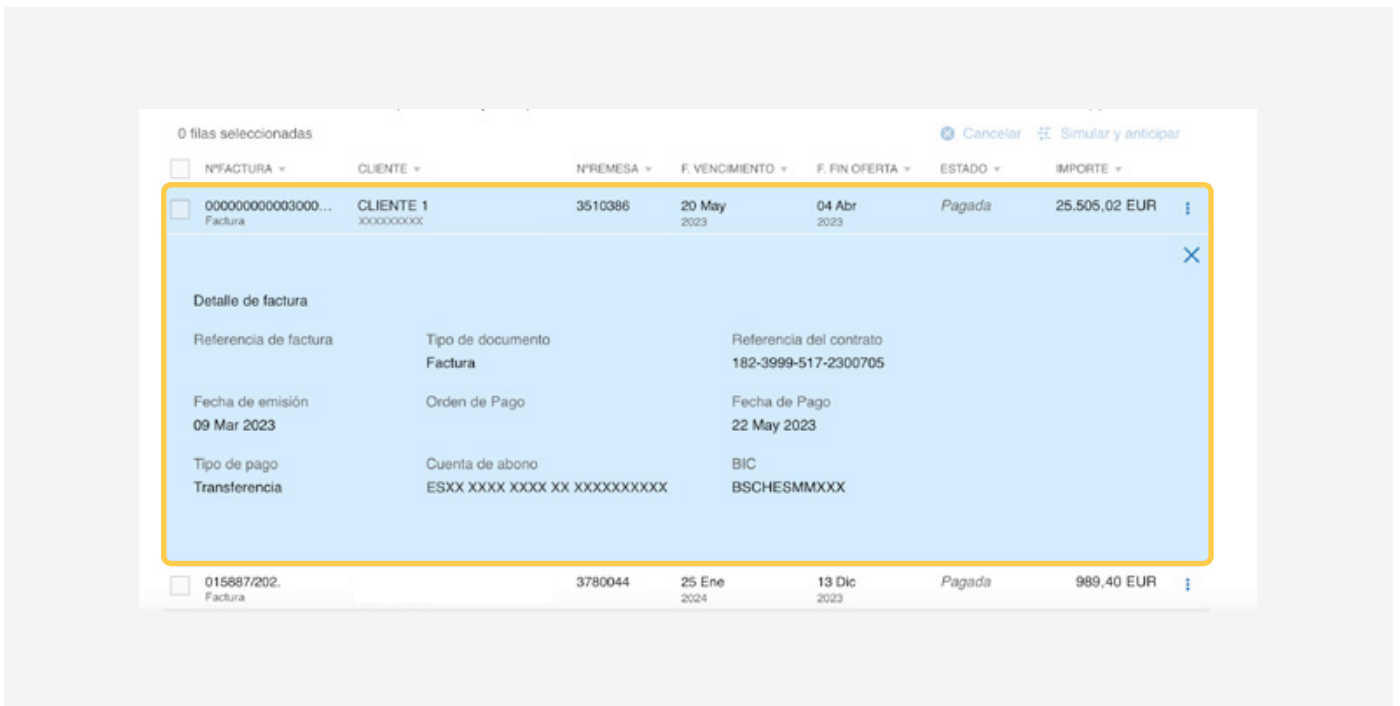 0 filas seleccionadas Cancelar Simular y anticipar
NºFACTURA CLIENTE NºREMESA F. VENCIMIENTO F. FIN OFERTA ESTADO IMPORTE
000000000003000... CLIENTE 1 3510386 20 May 04 Abr Pagada 25.505,02 EUR
Factura XXXXXXXXX 2023 2023
Detalle de factura
Referencia de factura Tipo de documento Referencia del contrato
Factura 182-3999-517-2300705
Fecha de emisión Orden de Pago Fecha de Pago
09 Mar 2023 22 May 2023
Tipo de pago Cuenta de abono BIC
Transferencia ESXX XXXX XXXX XX XXXXXXXXXX BSCHESMMXXX
015887/202. 3780044 25 Ene 13 Dic Pagada 989,40 EUR
Factura 2024 2023